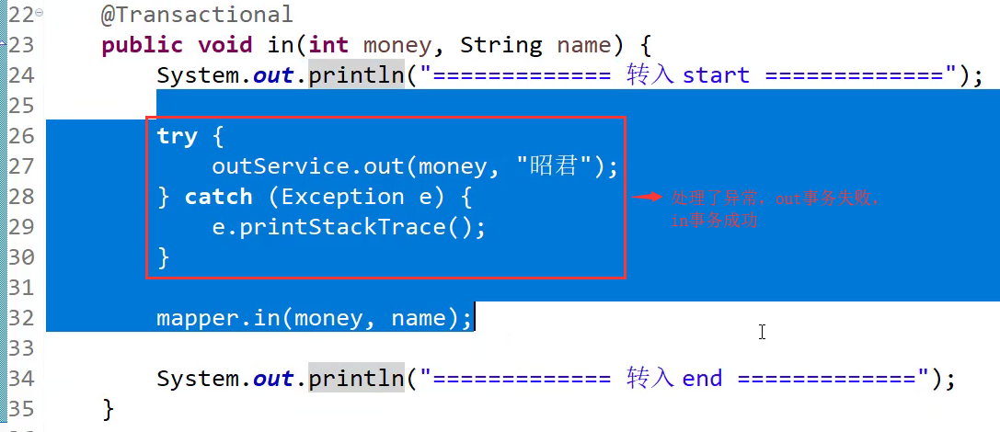 22 @Transactional
23 public void in(int money, String name) {
24 System.out.println("============= 转入 start =============");
25
26 try {
27 outService.out(money, "昭君");
28 } catch (Exception e) {
29 e.printStackTrace();
30 }
处理了异常，out事务失败，
in事务成功
31
32 mapper.in(money, name);
33
34 System.out.println("============= 转入 end =============");
35 }